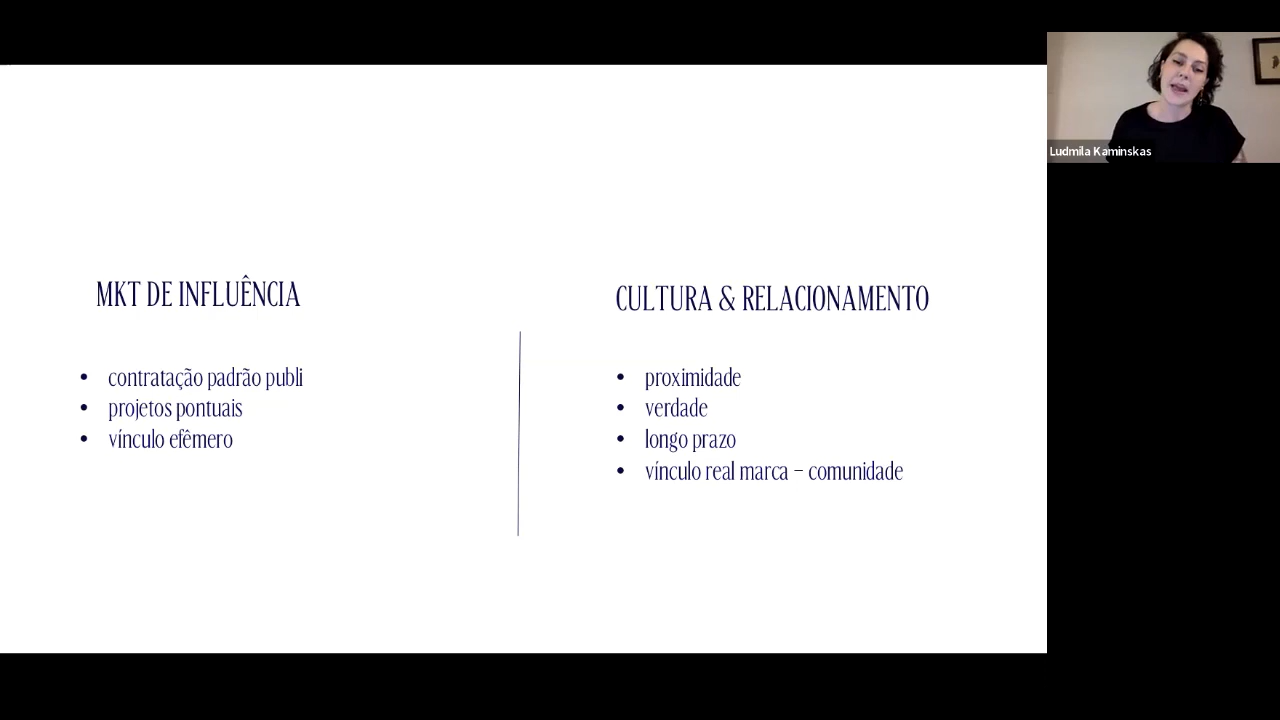 MKT DE INFLUÊNCIA
• contratação padrão publi
• projetos pontuais
• vínculo efêmero
CULTURA & RELACIONAMENTO
• proximidade
• verdade
• longo prazo
• vínculo real marca – comunidade
Ludmila Kaminskas